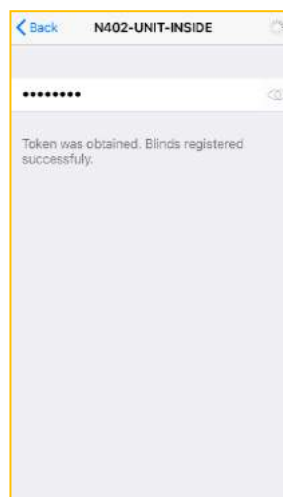 Back N402-UNIT-INSIDE
••••••••
Token was obtained. Blinds registered
successfuly.